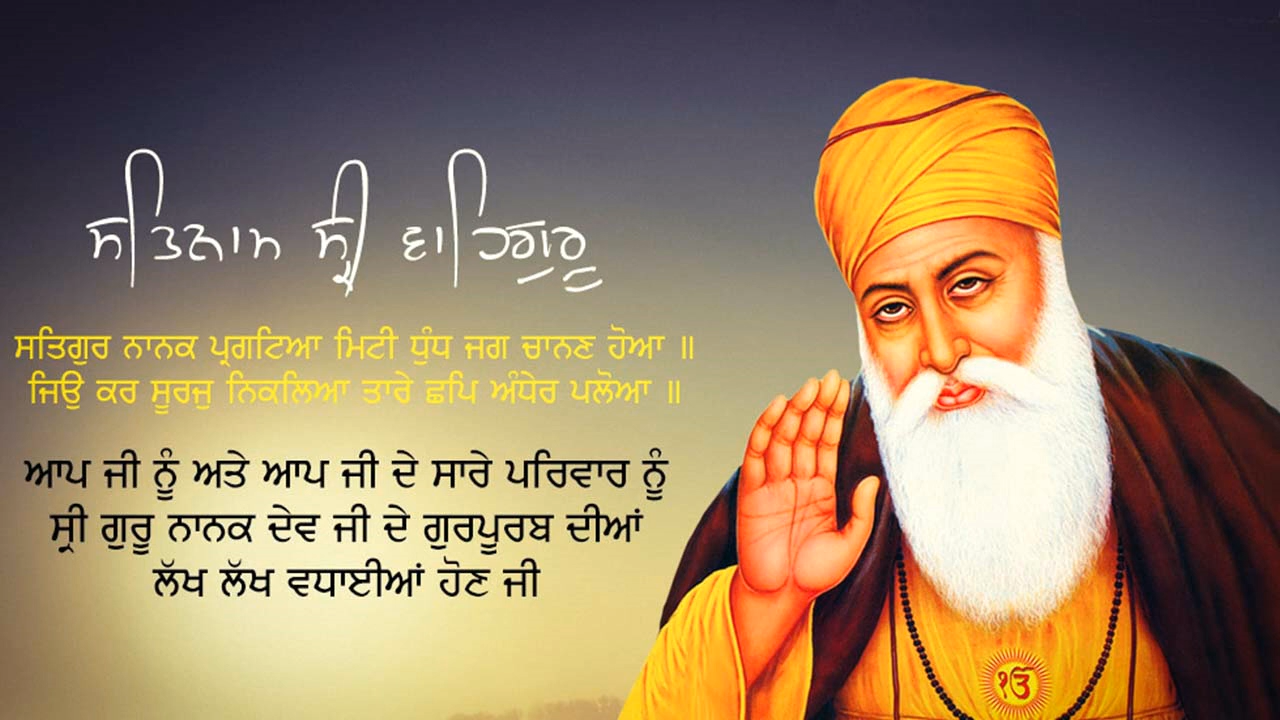 ਸਤਿਨਾਮ ਸ੍ਰੀ ਵਾਹਿਗੁਰੂ
ਸਤਿਗੁਰ ਨਾਨਕ ਪ੍ਰਗਟਿਆ ਮਿਟੀ ਧੁੰਧ ਜਗ ਚਾਨਣ ਹੋਆ ॥
ਜਿਉ ਕਰ ਸੂਰਜੁ ਨਿਕਲਿਆ ਤਾਰੇ ਛਪਿ ਅੰਧੇਰ ਪਲੋਆ ॥
ਆਪ ਜੀ ਨੂੰ ਅਤੇ ਆਪ ਜੀ ਦੇ ਸਾਰੇ ਪਰਿਵਾਰ ਨੂੰ
ਸ੍ਰੀ ਗੁਰੂ ਨਾਨਕ ਦੇਵ ਜੀ ਦੇ ਗੁਰਪੂਰਬ ਦੀਆਂ
ਲੱਖ ਲੱਖ ਵਧਾਈਆਂ ਹੋਣ ਜੀ
ੴ